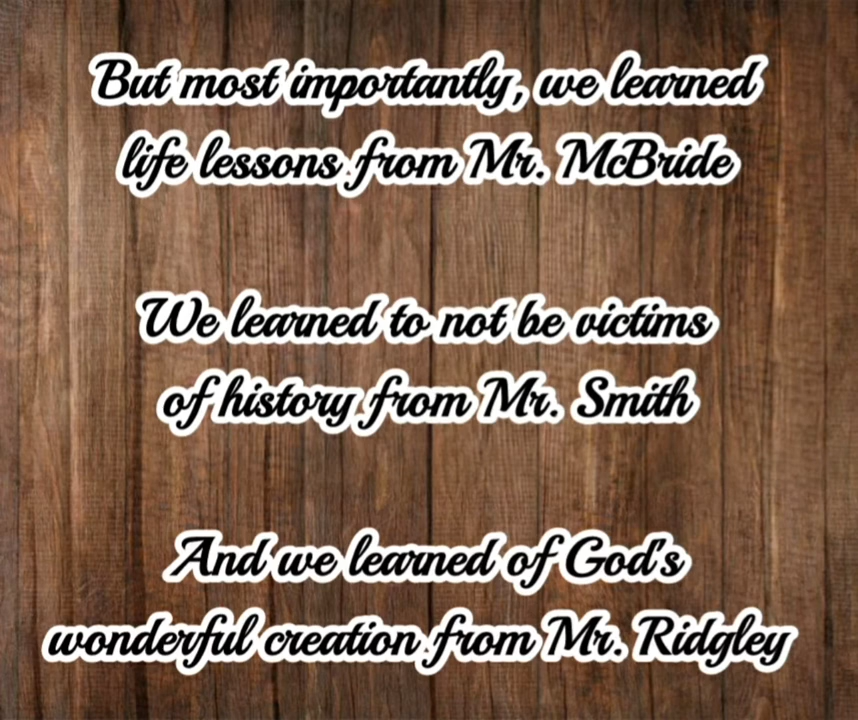 But most importantly, we learned
life lessons from Mr. McBride
We learned to not be victims
of history from Mr. Smith
And we learned of God's
wonderful creation from Mr. Ridgley